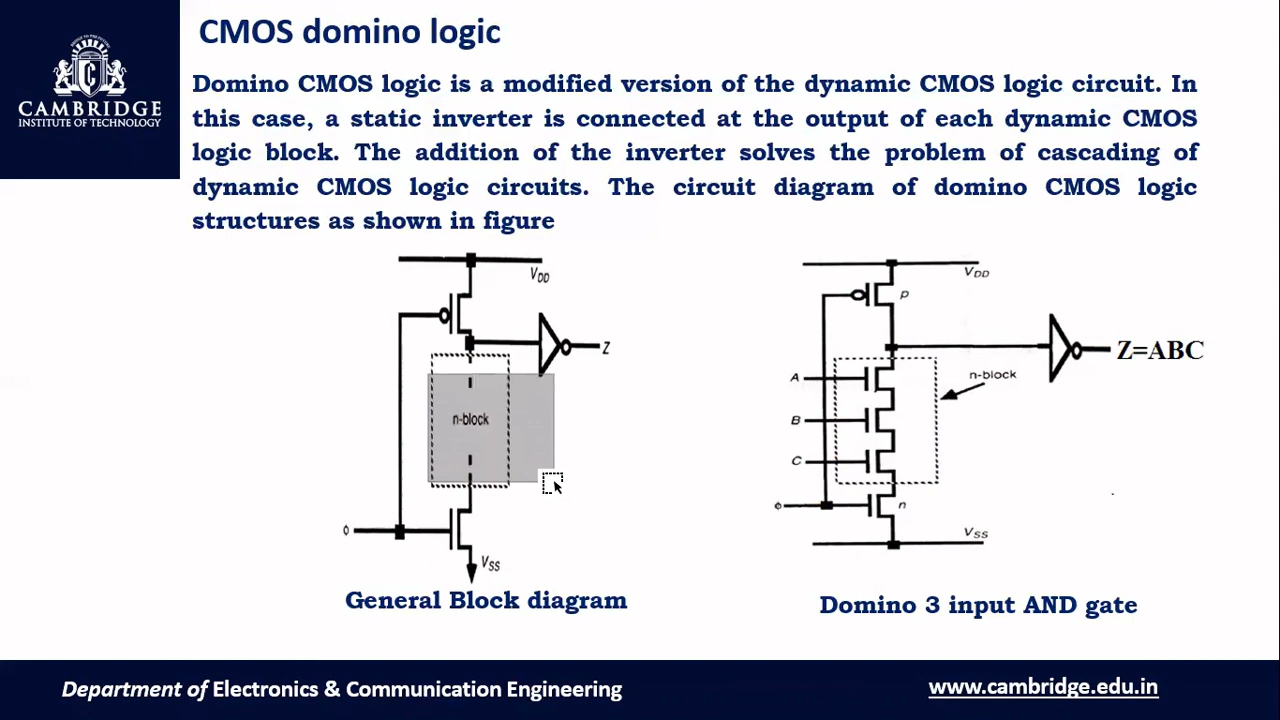 CMOS domino logic
CAMBRIDGE
INSTITUTE OF TECHNOLOGY
Domino CMOS logic is a modified version of the dynamic CMOS logic circuit. In
this case, a static inverter is connected at the output of each dynamic CMOS
logic block. The addition of the inverter solves the problem of cascading of
dynamic CMOS logic circuits. The circuit diagram of domino CMOS logic
structures as shown in figure
VDD
Z
n-block
ϕ
VSS
General Block diagram
VDD
p
Z=ABC
n-block
A
B
C
ϕ
n
VSS
Domino 3 input AND gate
Department of Electronics & Communication Engineering
www.cambridge.edu.in